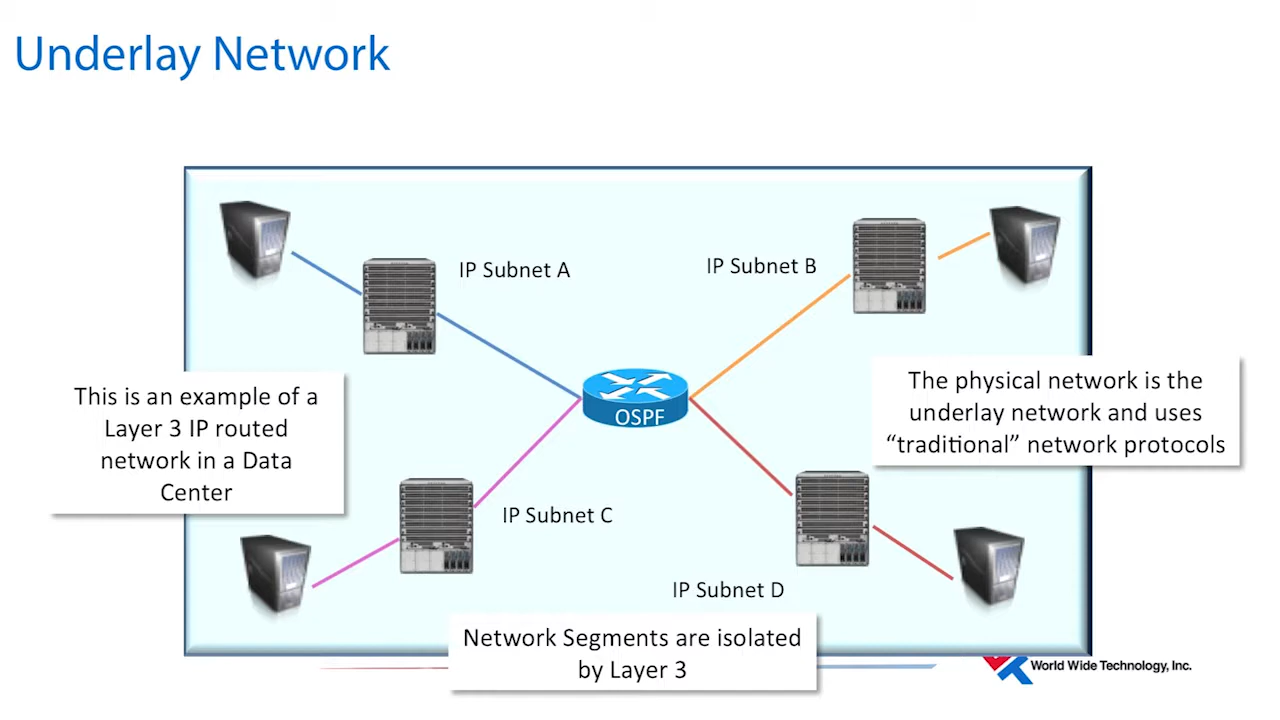 Underlay Network
IP Subnet A
IP Subnet B
This is an example of a
Layer 3 IP routed
network in a Data
Center
OSPF
The physical network is the
underlay network and uses
“traditional” network protocols
IP Subnet C
IP Subnet D
Network Segments are isolated
by Layer 3
World Wide Technology, Inc.